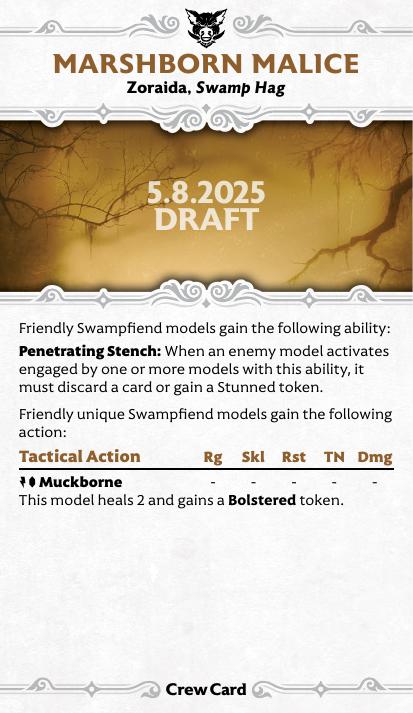 MARSHBORN MALICE
Zoraida, Swamp Hag
5.8.2025
DRAFT
Friendly Swampfiend models gain the following ability:
Penetrating Stench: When an enemy model activates
engaged by one or more models with this ability, it
must discard a card or gain a Stunned token.
Friendly unique Swampfiend models gain the following
action:
Tactical Action Rg Skl Rst TN Dmg
Muckborne - - - - -
This model heals 2 and gains a Bolstered token.
Crew Card